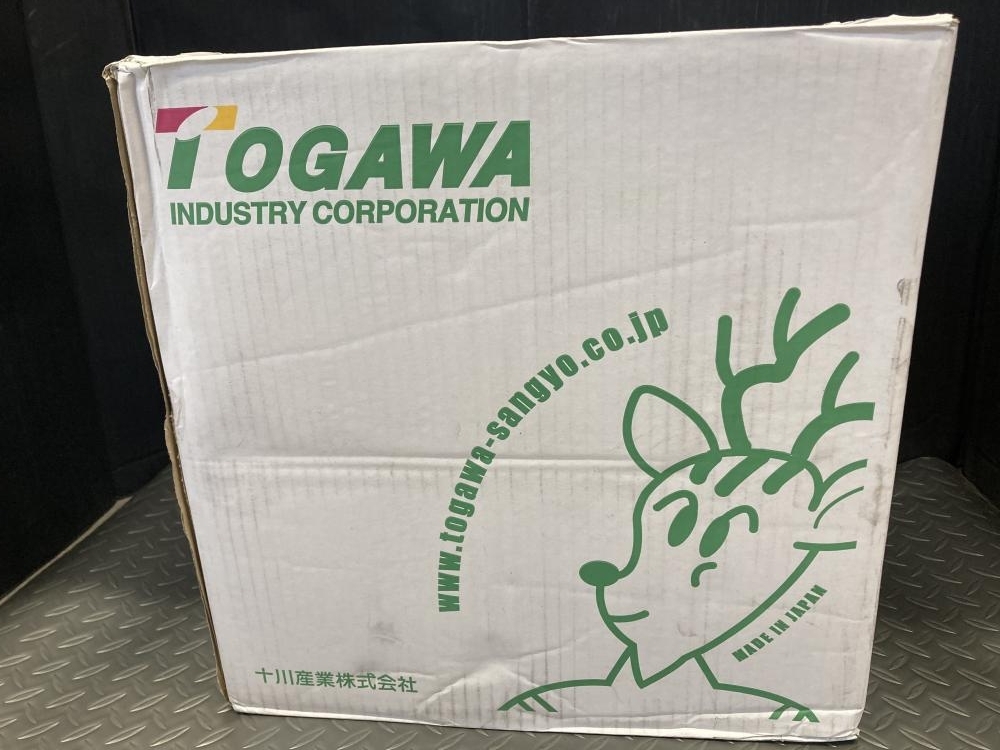 TOGAWA
INDUSTRY CORPORATION
www.togawa-sangyo.co.jp
MADE IN JAPAN
十川産業株式会社